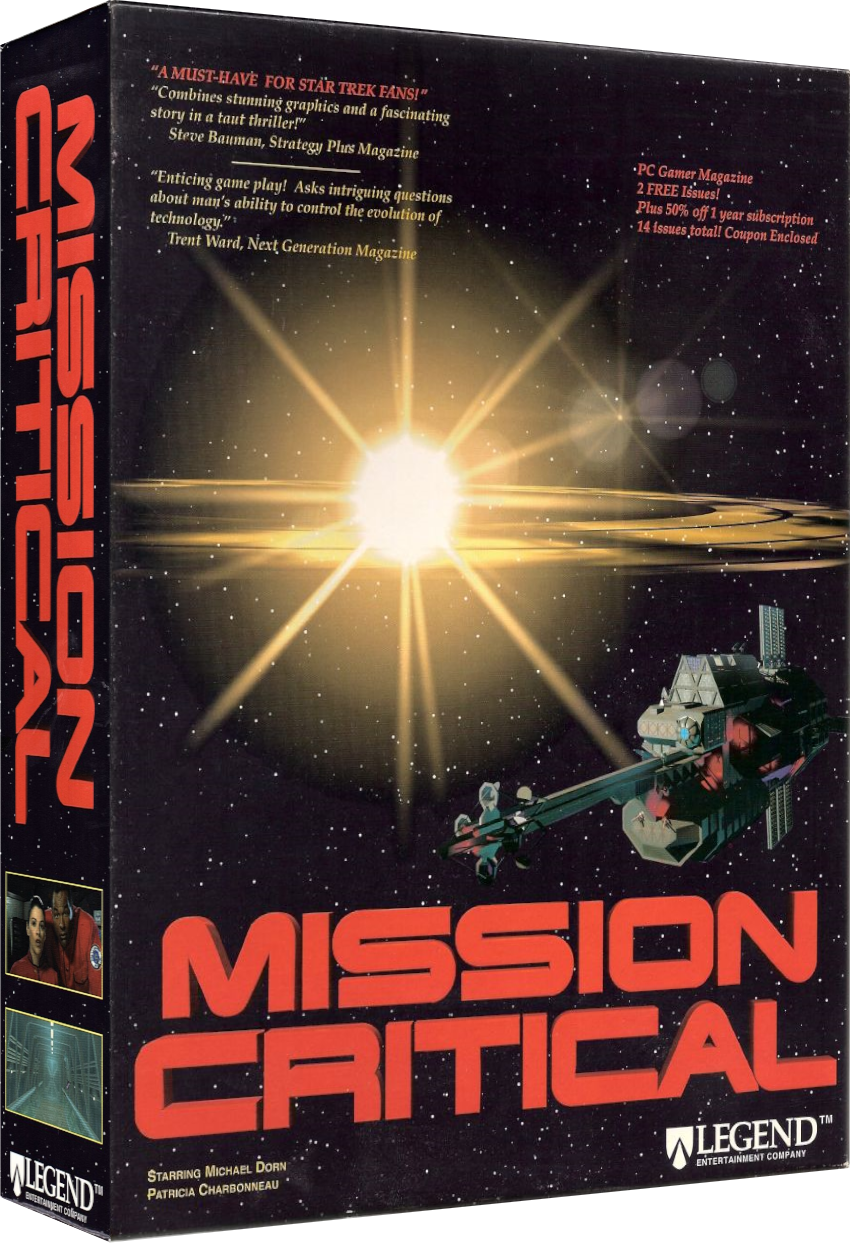 MISSION
CRITICAL
LEGEND™
ENTERTAINMENT COMPANY
"A MUST-HAVE FOR STAR TREK FANS!"
"Combines stunning graphics and a fascinating
story in a taut thriller!"
Steve Bauman, Strategy Plus Magazine
"Enticing game play! Asks intriguing questions
about man's ability to control the evolution of
technology."
Trent Ward, Next Generation Magazine
PC Gamer Magazine
2 FREE Issues!
Plus 50% off 1 year subscription
14 issues total! Coupon Enclosed
MISSION
CRITICAL
STARRING MICHAEL DORN
PATRICIA CHARBONNEAU
LEGEND™
ENTERTAINMENT COMPANY